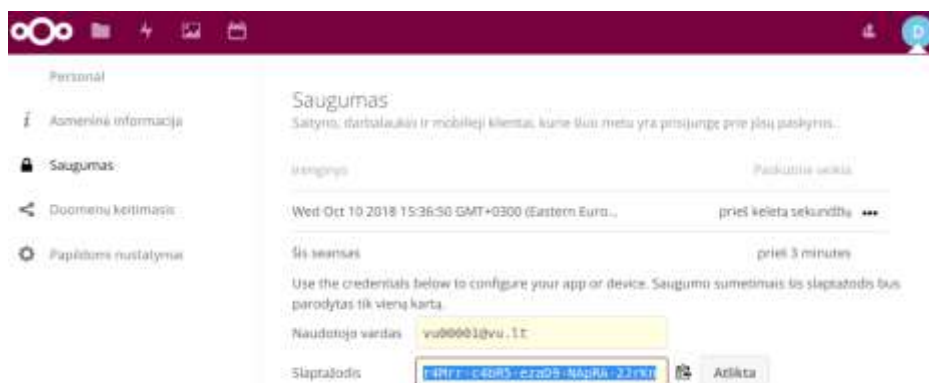 D
Personal
Saugumas
Saityno, darbalaukio ir mobilieji klientai, kurie šiuo metu yra prisijungę prie jūsų paskyros.
Asmeninė informacija
Saugumas
Įrenginys
Paskutinė veikla
Duomenų keitimasis
Wed Oct 10 2018 15:36:50 GMT+0300 (Eastern Euro...
prieš keletą sekundžių
Papildomi nustatymai
Šis seansas
prieš 3 minutes
Use the credentials below to configure your app or device. Saugumo sumetimais šis slaptažodis bus
parodytas tik vieną kartą.
Naudotojo vardas
vu00001@vu.lt
Slaptažodis
Atlikta